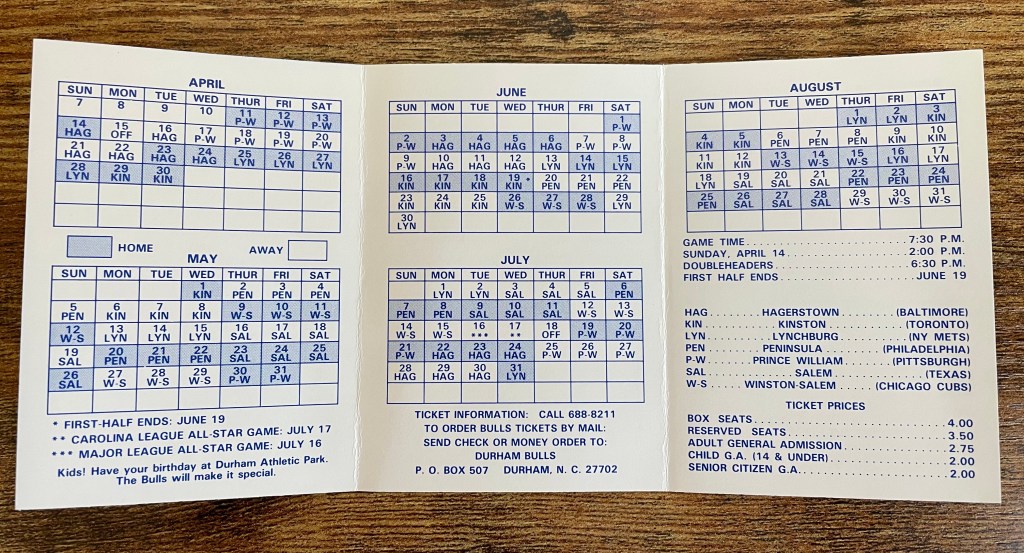 APRIL
SUN MON TUE WED THUR FRI SAT
7 8 9 10 11 12 13
P-W P-W P-W
14 15 16 17 18 19 20
HAG OFF HAG P-W P-W P-W P-W
21 22 23 24 25 26 27
HAG HAG HAG HAG LYN LYN LYN
28 29 30
LYN KIN KIN
HOME AWAY
MAY
SUN MON TUE WED THUR FRI SAT
1 2 3 4
KIN PEN PEN PEN
5 6 7 8 9 10 11
PEN KIN KIN KIN W-S W-S W-S
12 13 14 15 16 17 18
W-S LYN LYN LYN SAL SAL SAL
19 20 21 22 23 24 25
SAL PEN PEN PEN SAL SAL SAL
26 27 28 29 30 31
SAL W-S W-S W-S P-W P-W
* FIRST-HALF ENDS: JUNE 19
** CAROLINA LEAGUE ALL-STAR GAME: JULY 17
*** MAJOR LEAGUE ALL-STAR GAME: JULY 16
Kids! Have your birthday at Durham Athletic Park.
The Bulls will make it special.
JUNE
SUN MON TUE WED THUR FRI SAT
1
P-W
2 3 4 5 6 7 8
P-W HAG HAG HAG HAG P-W P-W
9 10 11 12 13 14 15
P-W HAG HAG HAG LYN LYN LYN
16 17 18 19 * 20 21 22
KIN KIN KIN KIN PEN PEN PEN
23 24 25 26 27 28 29
KIN KIN KIN W-S W-S W-S LYN
30
LYN
JULY
SUN MON TUE WED THUR FRI SAT
1 2 3 4 5 6
LYN LYN SAL SAL SAL PEN
7 8 9 10 11 12 13
PEN PEN SAL SAL SAL W-S W-S
14 15 16 17 18 19 20
W-S W-S *** ** OFF P-W P-W
21 22 23 24 25 26 27
P-W HAG HAG HAG P-W P-W P-W
28 29 30 31
HAG HAG HAG LYN
TICKET INFORMATION: CALL 688-8211
TO ORDER BULLS TICKETS BY MAIL:
SEND CHECK OR MONEY ORDER TO:
DURHAM BULLS
P. O. BOX 507 DURHAM, N. C. 27702
AUGUST
SUN MON TUE WED THUR FRI SAT
1 2 3
LYN LYN KIN
4 5 6 7 8 9 10
KIN KIN PEN PEN PEN KIN KIN
11 12 13 14 15 16 17
KIN KIN W-S W-S W-S LYN LYN
18 19 20 21 22 23 24
LYN SAL SAL SAL PEN PEN PEN
25 26 27 28 29 30 31
PEN SAL SAL SAL W-S W-S W-S
GAME TIME.......................7:30 P.M.
SUNDAY, APRIL 14................2:00 P.M.
DOUBLEHEADERS...................6:30 P.M.
FIRST HALF ENDS.................JUNE 19
HAG........HAGERSTOWN......(BALTIMORE)
KIN........KINSTON.........(TORONTO)
LYN........LYNCHBURG.......(NY METS)
PEN........PENINSULA.......(PHILADELPHIA)
P-W........PRINCE WILLIAM..(PITTSBURGH)
SAL........SALEM...........(TEXAS)
W-S........WINSTON-SALEM...(CHICAGO CUBS)
TICKET PRICES
BOX SEATS.......................4.00
RESERVED SEATS..................3.50
ADULT GENERAL ADMISSION.........2.75
CHILD G.A. (14 & UNDER).........2.00
SENIOR CITIZEN G.A..............2.00